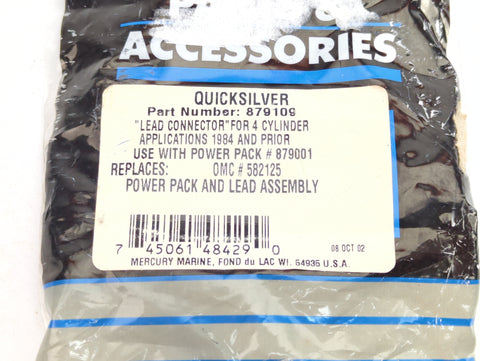 ACCESSORIES
QUICKSILVER
Part Number: 879109
"LEAD CONNECTOR" FOR 4 CYLINDER
APPLICATIONS 1984 AND PRIOR
USE WITH POWER PACK # 879001
REPLACES: OMC # 582125
POWER PACK AND LEAD ASSEMBLY
7 45061 48429 0
08 OCT 02
MERCURY MARINE, FOND du LAC WI. 54935 U.S.A.